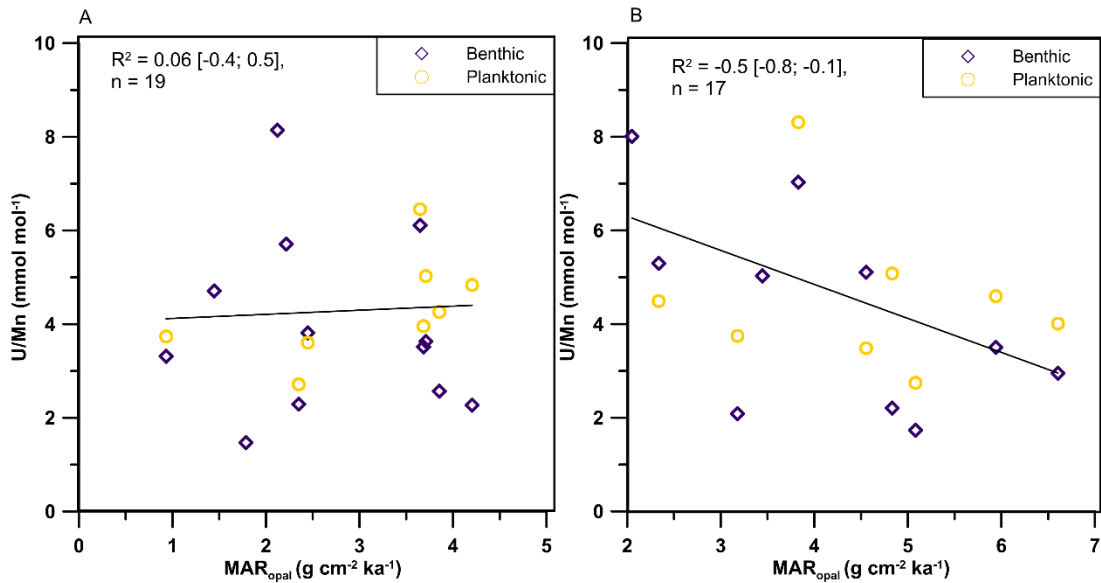 A
R² = 0.06 [-0.4; 0.5],
n = 19
Benthic
Planktonic
10
8
6
4
2
0
U/Mn (mmol mol⁻¹)
0
1
2
3
4
5
MARopal (g cm⁻² ka⁻¹)
B
R² = -0.5 [-0.8; -0.1],
n = 17
Benthic
Planktonic
10
8
6
4
2
0
U/Mn (mmol mol⁻¹)
2
3
4
5
6
7
MARopal (g cm⁻² ka⁻¹)